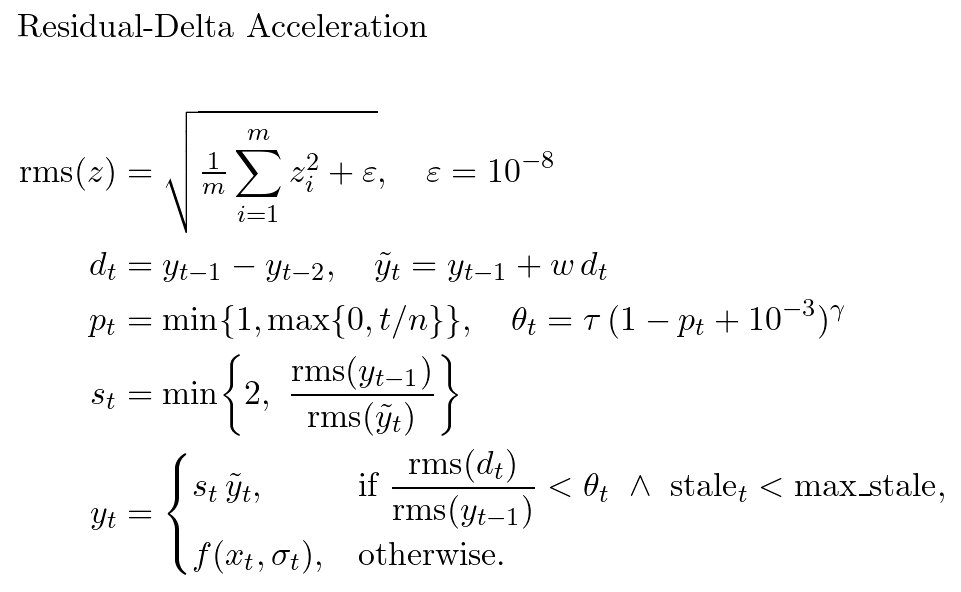 Residual-Delta Acceleration
rms(z) = √(1/m ∑_{i=1}^{m} z_i^2 + ε), ε = 10^{−8}
d_t = y_{t−1} − y_{t−2}, ỹ_t = y_{t−1} + w d_t
p_t = min{1, max{0, t/n}}, θ_t = τ (1 − p_t + 10^{−3})^γ
s_t = min{2, rms(y_{t−1})/rms(ỹ_t)}
y_t = { s_t ỹ_t, if rms(d_t)/rms(y_{t−1}) < θ_t ∧ stale_t < max_stale,
f(x_t, σ_t), otherwise.